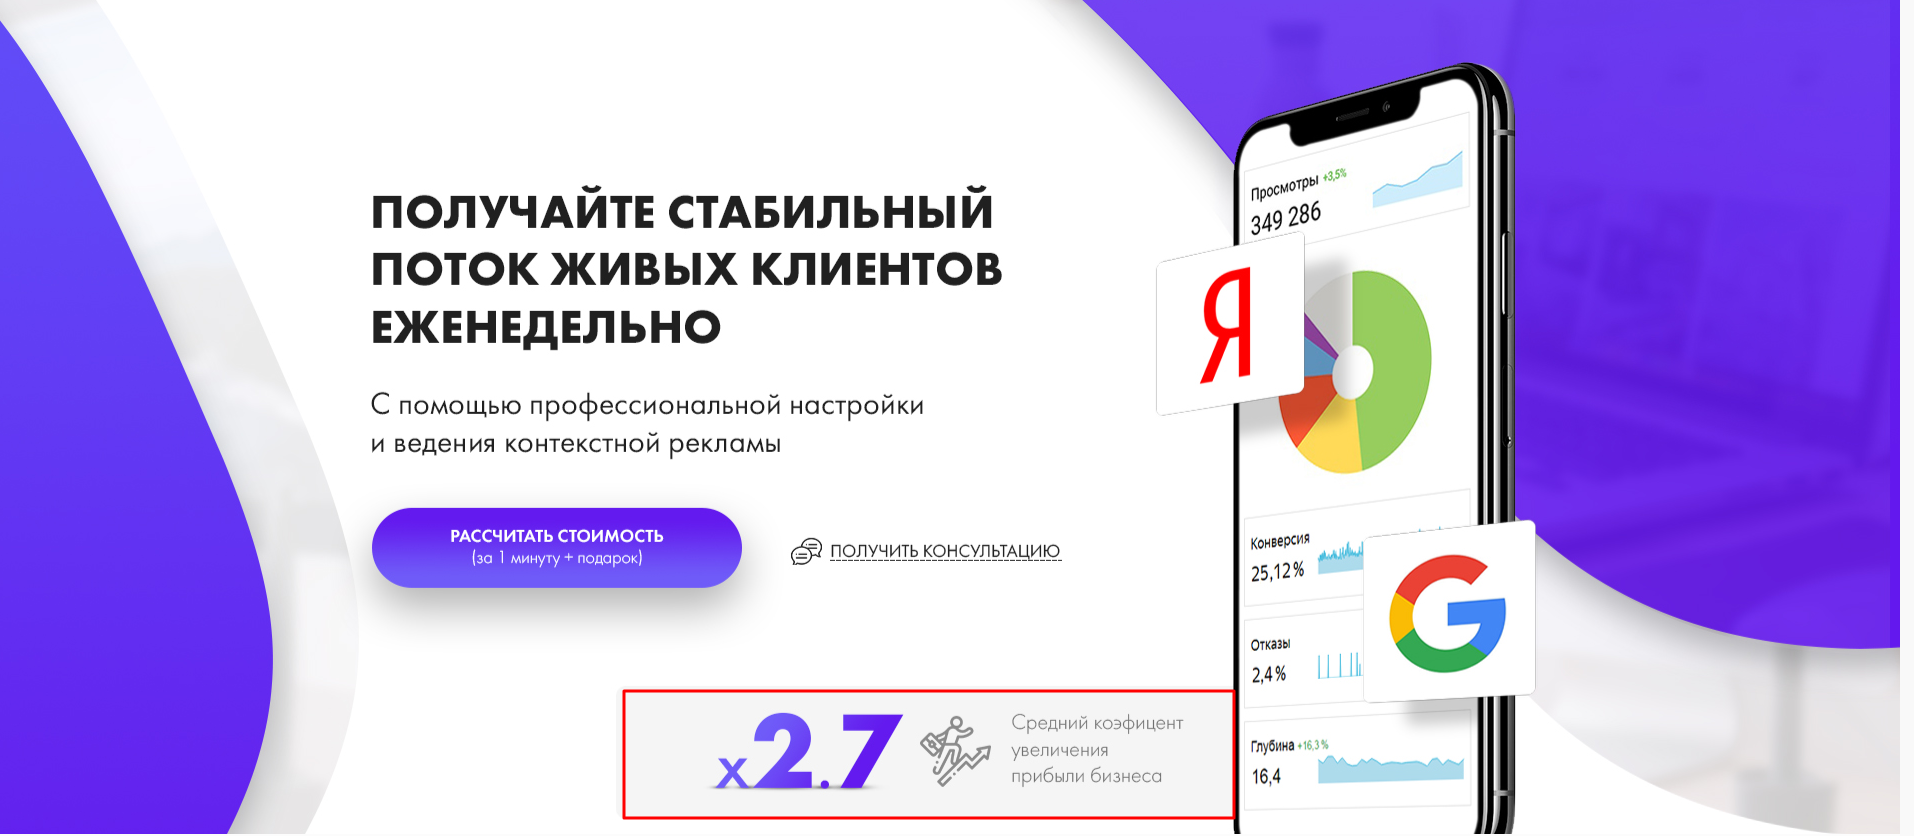 ПОЛУЧАЙТЕ СТАБИЛЬНЫЙ
ПОТОК ЖИВЫХ КЛИЕНТОВ
ЕЖЕНЕДЕЛЬНО
С помощью профессиональной настройки
и ведения контекстной рекламы
РАССЧИТАТЬ СТОИМОСТЬ
(за 1 минуту + подарок)
ПОЛУЧИТЬ КОНСУЛЬТАЦИЮ
x2.7
Средний коэфицент
увеличения
прибыли бизнеса
Просмотры +3,5%
349 286
Я
Конверсия
25,12 %
G
Отказы
2,4 %
Глубина +16,3 %
16,4